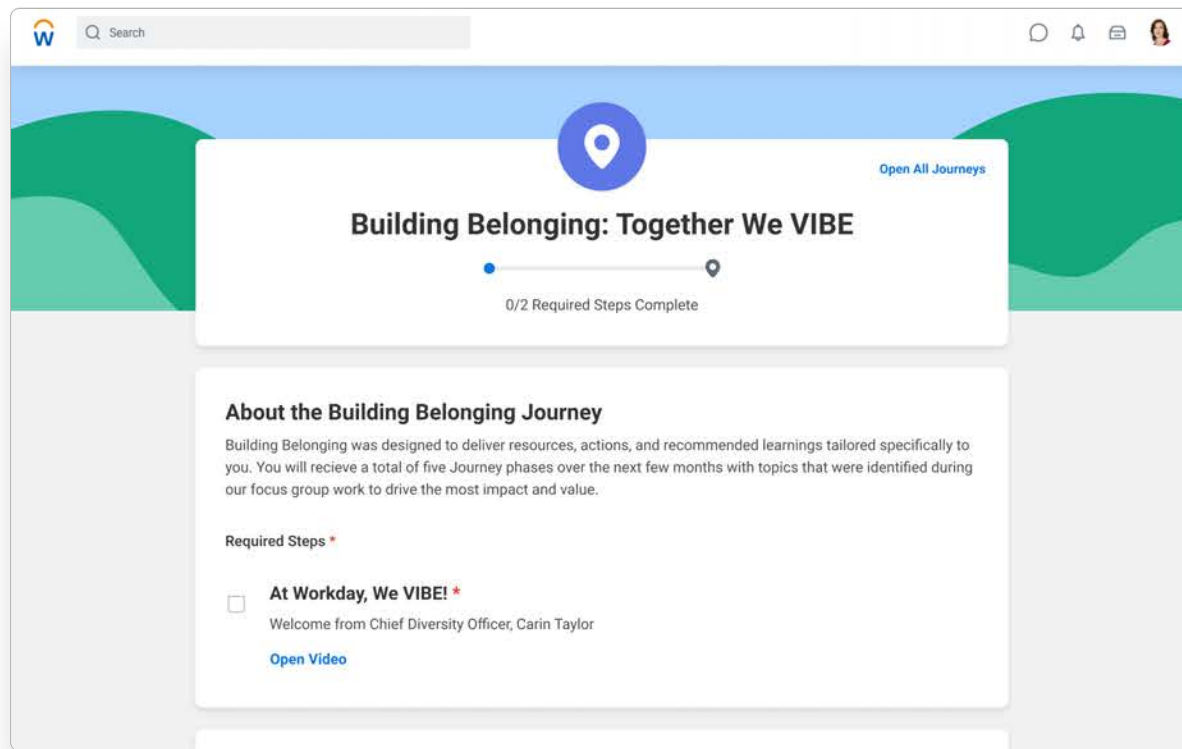 Search
Open All Journeys
Building Belonging: Together We VIBE
0/2 Required Steps Complete
About the Building Belonging Journey
Building Belonging was designed to deliver resources, actions, and recommended learnings tailored specifically to
you. You will recieve a total of five Journey phases over the next few months with topics that were identified during
our focus group work to drive the most impact and value.
Required Steps *
At Workday, We VIBE! *
Welcome from Chief Diversity Officer, Carin Taylor
Open Video